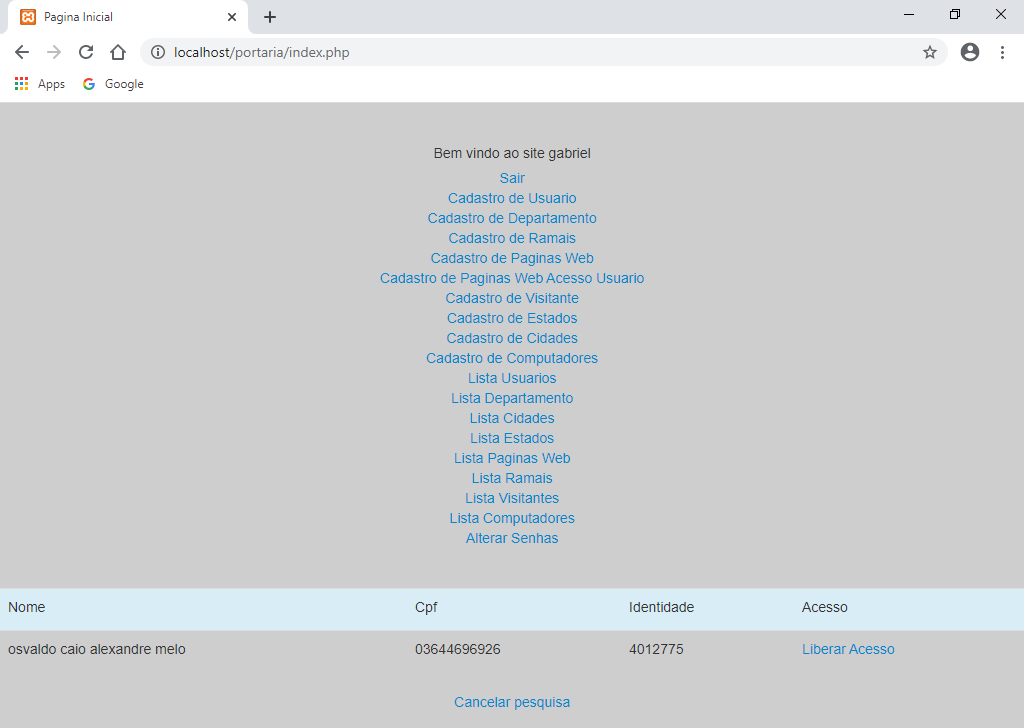 Pagina Inicial
localhost/portaria/index.php
Apps Google
Bem vindo ao site gabriel
Sair
Cadastro de Usuario
Cadastro de Departamento
Cadastro de Ramais
Cadastro de Paginas Web
Cadastro de Paginas Web Acesso Usuario
Cadastro de Visitante
Cadastro de Estados
Cadastro de Cidades
Cadastro de Computadores
Lista Usuarios
Lista Departamento
Lista Cidades
Lista Estados
Lista Paginas Web
Lista Ramais
Lista Visitantes
Lista Computadores
Alterar Senhas
Nome Cpf Identidade Acesso
osvaldo caio alexandre melo 03644696926 4012775 Liberar Acesso
Cancelar pesquisa